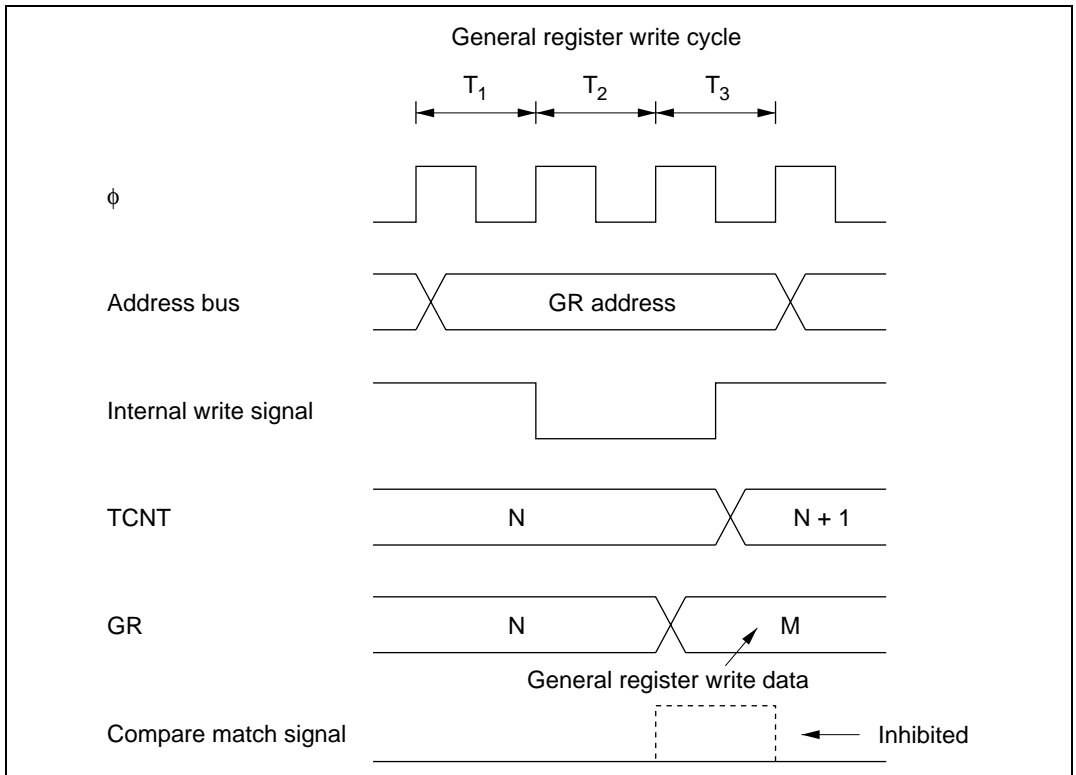 General register write cycle
T1 T2 T3
φ
Address bus GR address
Internal write signal
TCNT N N + 1
GR N M
General register write data
Compare match signal Inhibited